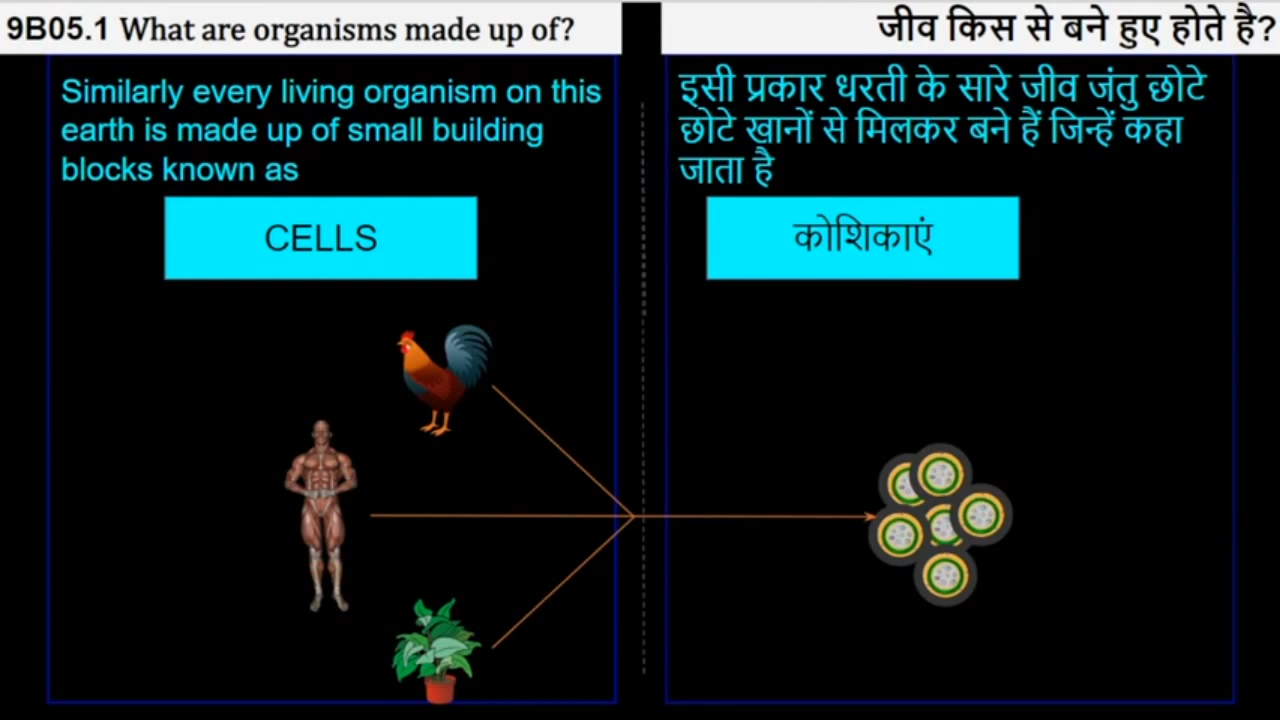 9B05.1 What are organisms made up of?
जीव किस से बने हुए होते है?
Similarly every living organism on this
earth is made up of small building
blocks known as
CELLS
इसी प्रकार धरती के सारे जीव जंतु छोटे
छोटे खानों से मिलकर बने हैं जिन्हें कहा
जाता है
कोशिकाएं